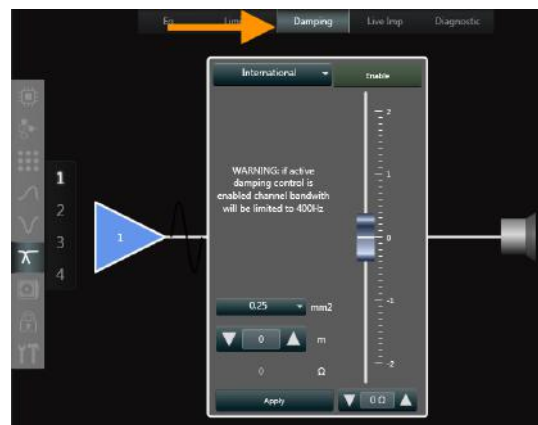 Damping
Live Imp
Diagnostic
International
Enable
2
WARNING: if active
damping control is
enabled channel bandwith
will be limited to 400Hz
1
1
2
3
4
1
0
0.25 mm2
-1
0 m
0 Ω
-2
Apply
0 Ω